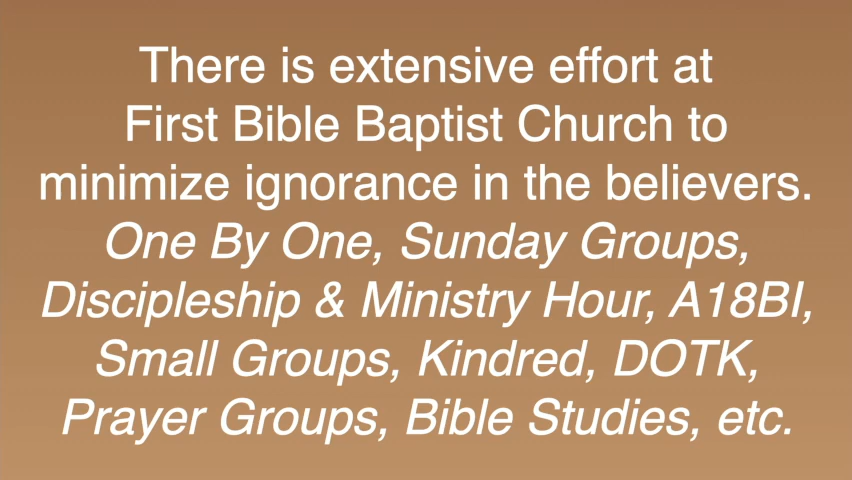 There is extensive effort at
First Bible Baptist Church to
minimize ignorance in the believers.
One By One, Sunday Groups,
Discipleship & Ministry Hour, A18BI,
Small Groups, Kindred, DOTK,
Prayer Groups, Bible Studies, etc.